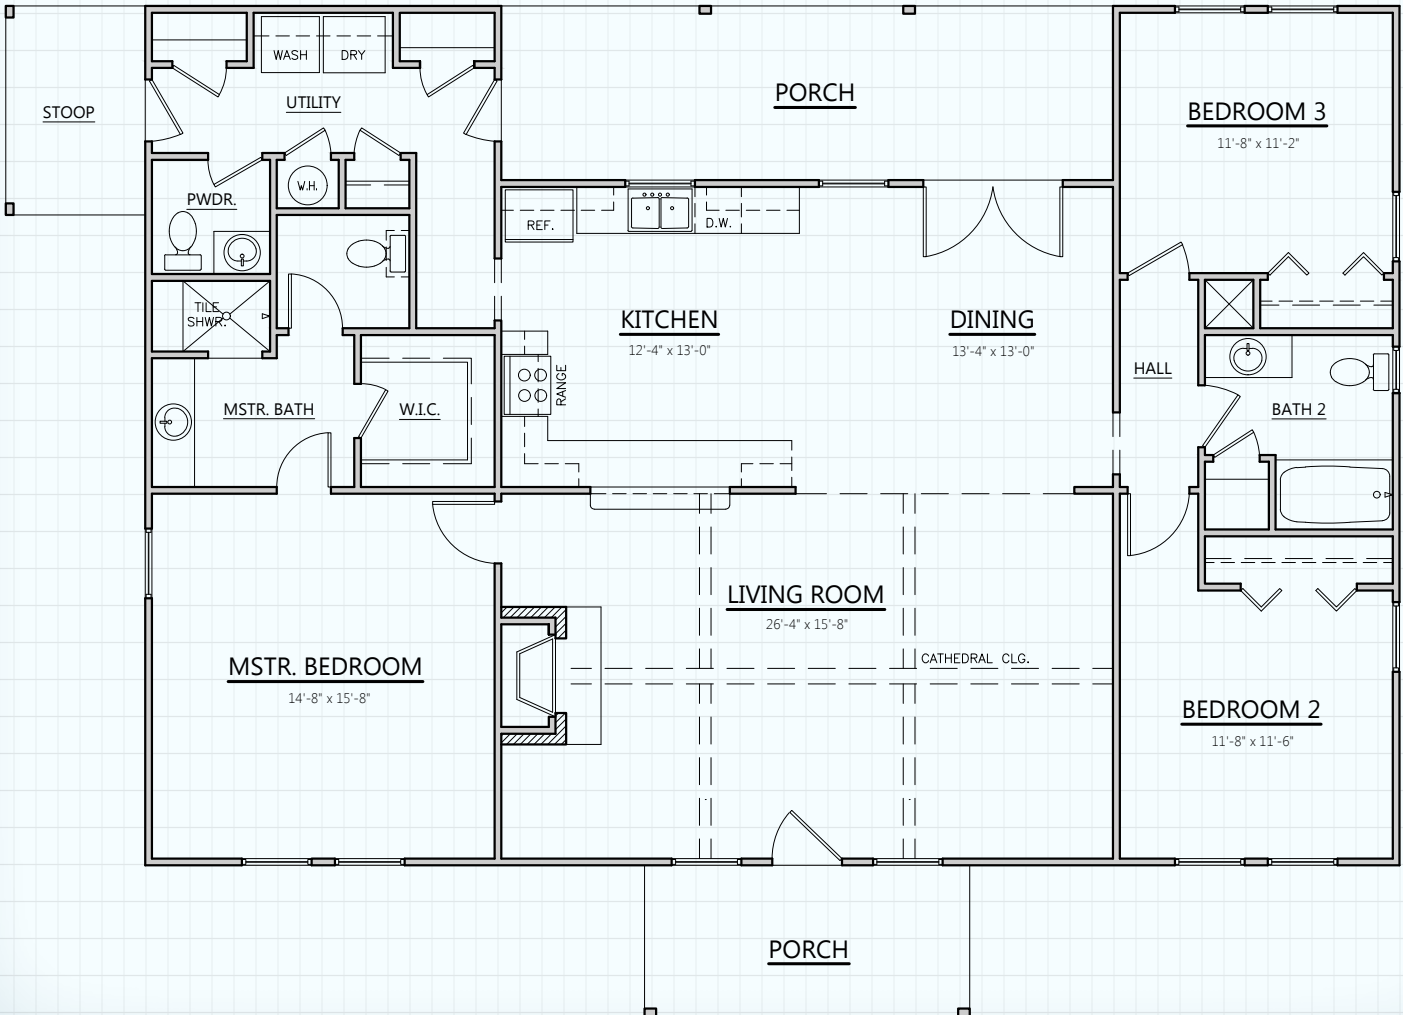 WASH
DRY
PORCH
STOOP
UTILITY
BEDROOM 3
11'-8" x 11'-2"
W.H.
PWDR.
REF.
D.W.
TILE
SHWR.
KITCHEN
12'-4" x 13'-0"
DINING
13'-4" x 13'-0"
HALL
RANGE
MSTR. BATH
W.I.C.
BATH 2
LIVING ROOM
26'-4" x 15'-8"
CATHEDRAL CLG.
MSTR. BEDROOM
14'-8" x 15'-8"
BEDROOM 2
11'-8" x 11'-6"
PORCH